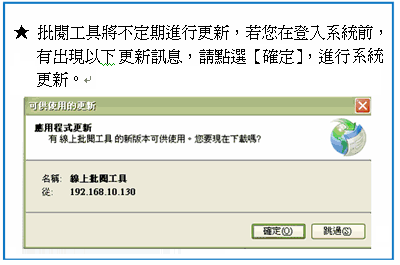 ★ 批閱工具將不定期進行更新，若您在登入系統前，
有出現以下更新訊息，請點選【確定】，進行系統
更新。
可供使用的更新
應用程式更新
有 線上批閱工具 的新版本可供使用。您要現在下載嗎?
名稱: 線上批閱工具
從: 192.168.10.130
確定(O) 跳過(S)